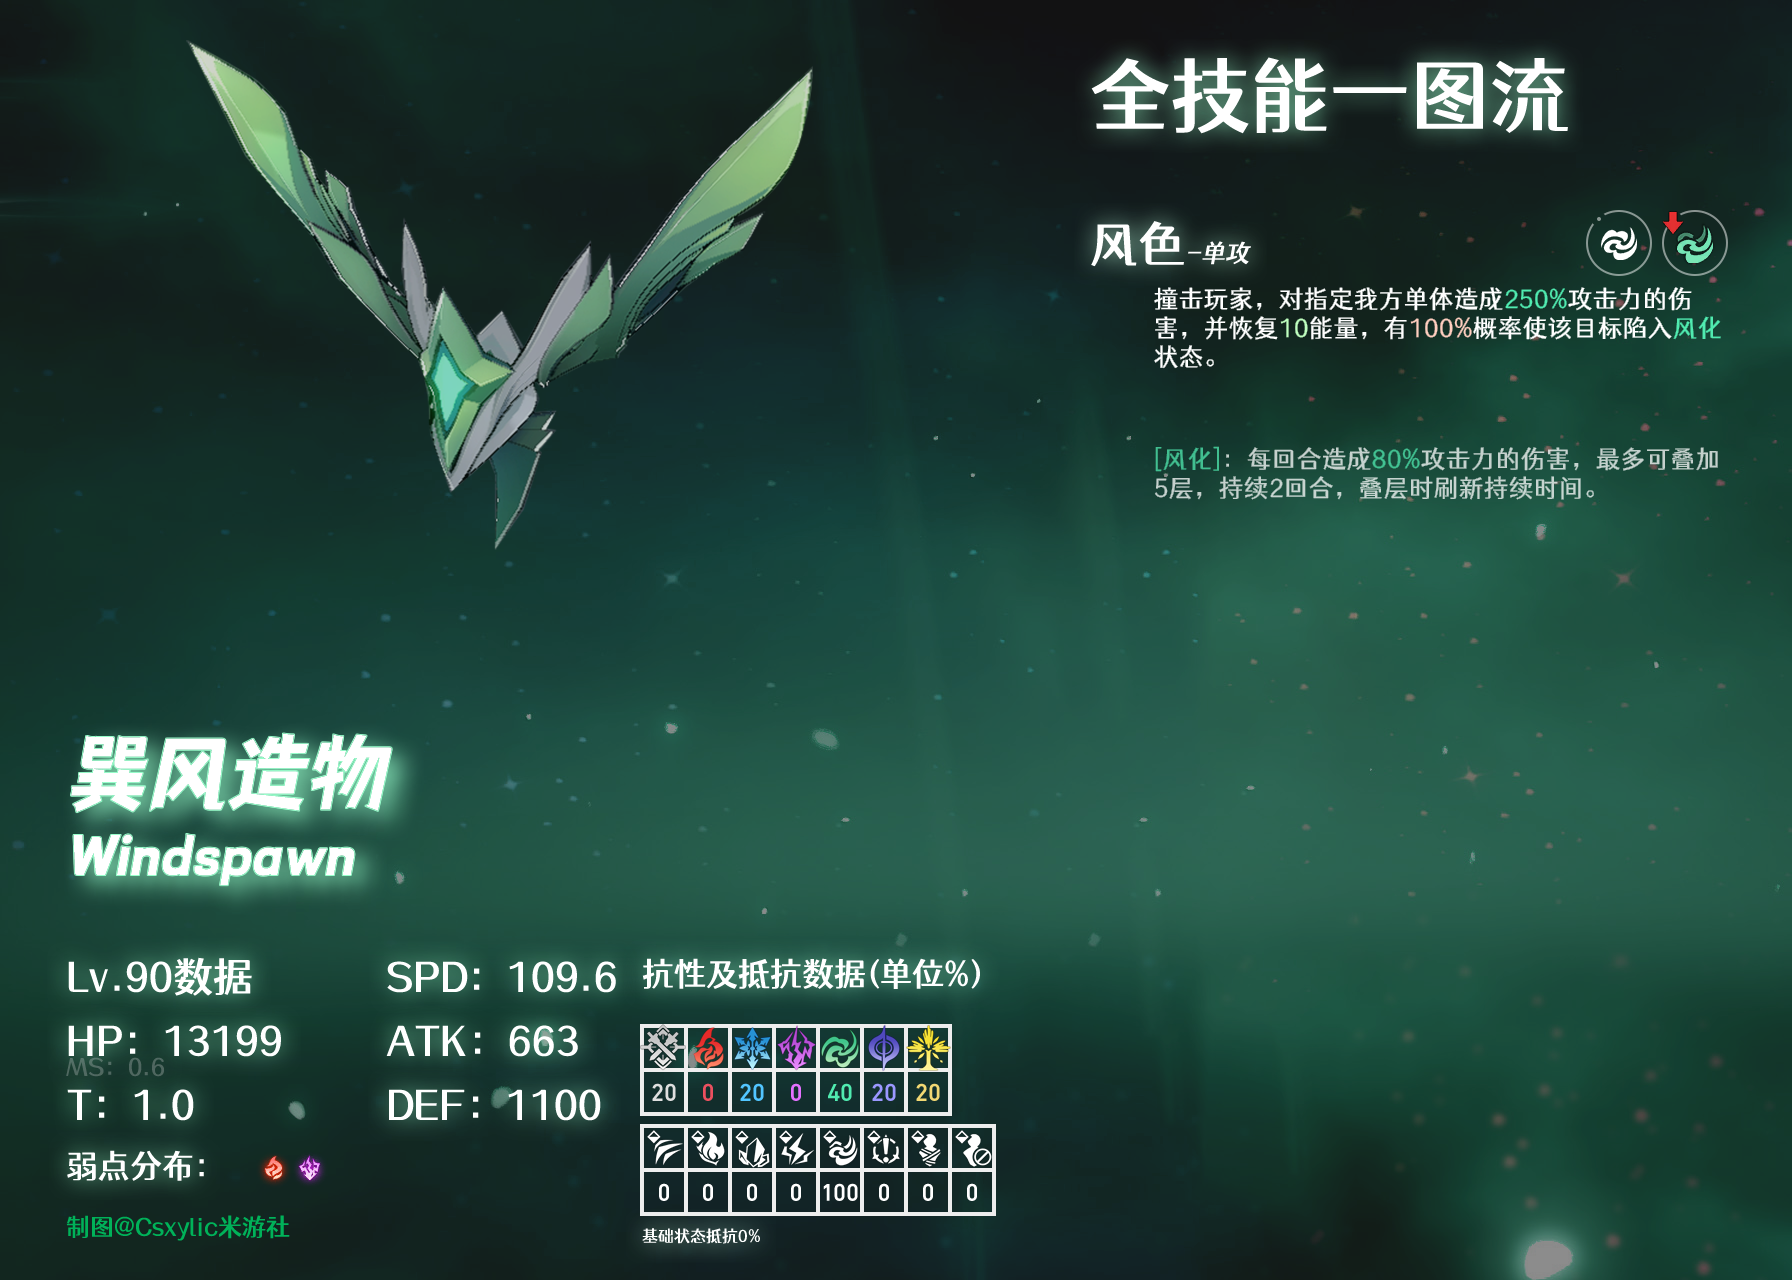 全技能一图流
风色-单攻
撞击玩家，对指定我方单体造成250%攻击力的伤
害，并恢复10能量，有100%概率使该目标陷入风化
状态。
[风化]：每回合造成80%攻击力的伤害，最多可叠加
5层，持续2回合，叠层时刷新持续时间。
巽风造物
Windspawn
Lv.90数据
SPD：109.6
HP：13199
ATK：663
MS：0.6
T：1.0
DEF：1100
弱点分布：
制图@Csxylic米游社
抗性及抵抗数据(单位%)
20 0 20 0 40 20 20
0 0 0 0 100 0 0 0
基础状态抵抗0%